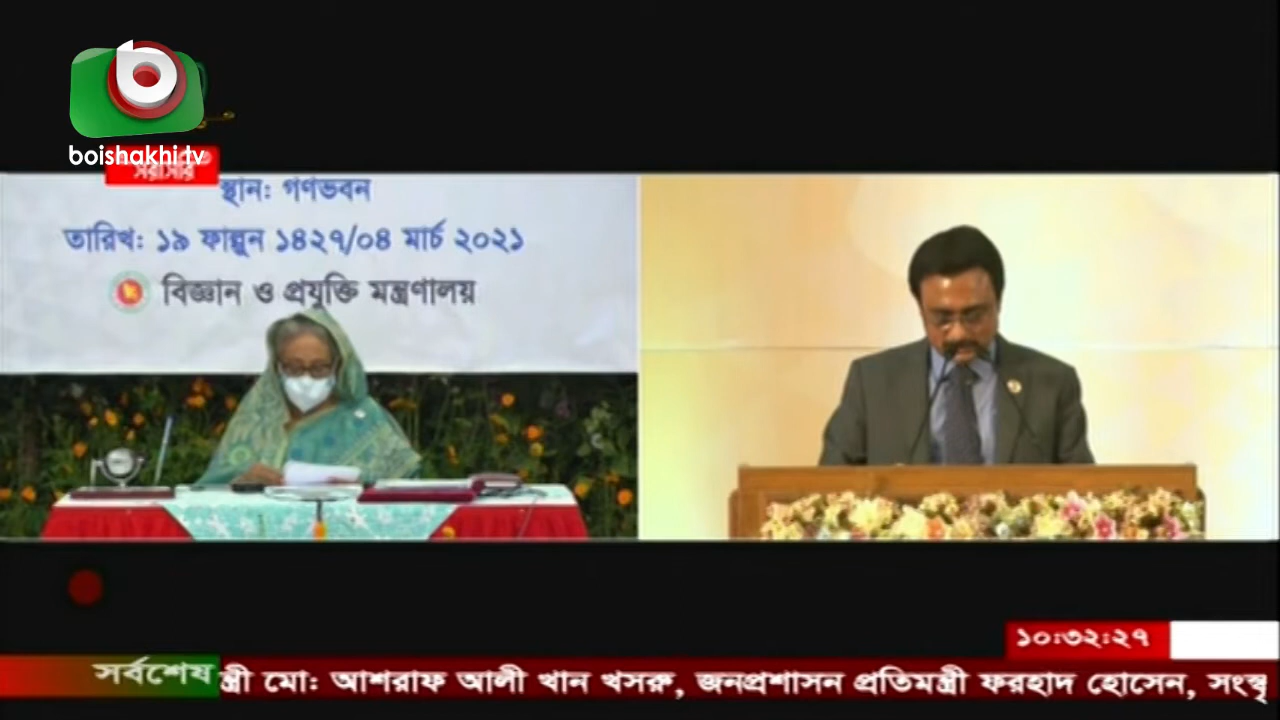 boishakhi tv
সরাসরি
স্থান: গণভবন
তারিখ: ১৯ ফাল্গুন ১৪২৭/০৪ মার্চ ২০২১
বিজ্ঞান ও প্রযুক্তি মন্ত্রণালয়
১০:৩২:২৭
সর্বশেষ
ন্ত্রী মো: আশরাফ আলী খান খসরু, জনপ্রশাসন প্রতিমন্ত্রী ফরহাদ হোসেন, সংস্কৃ